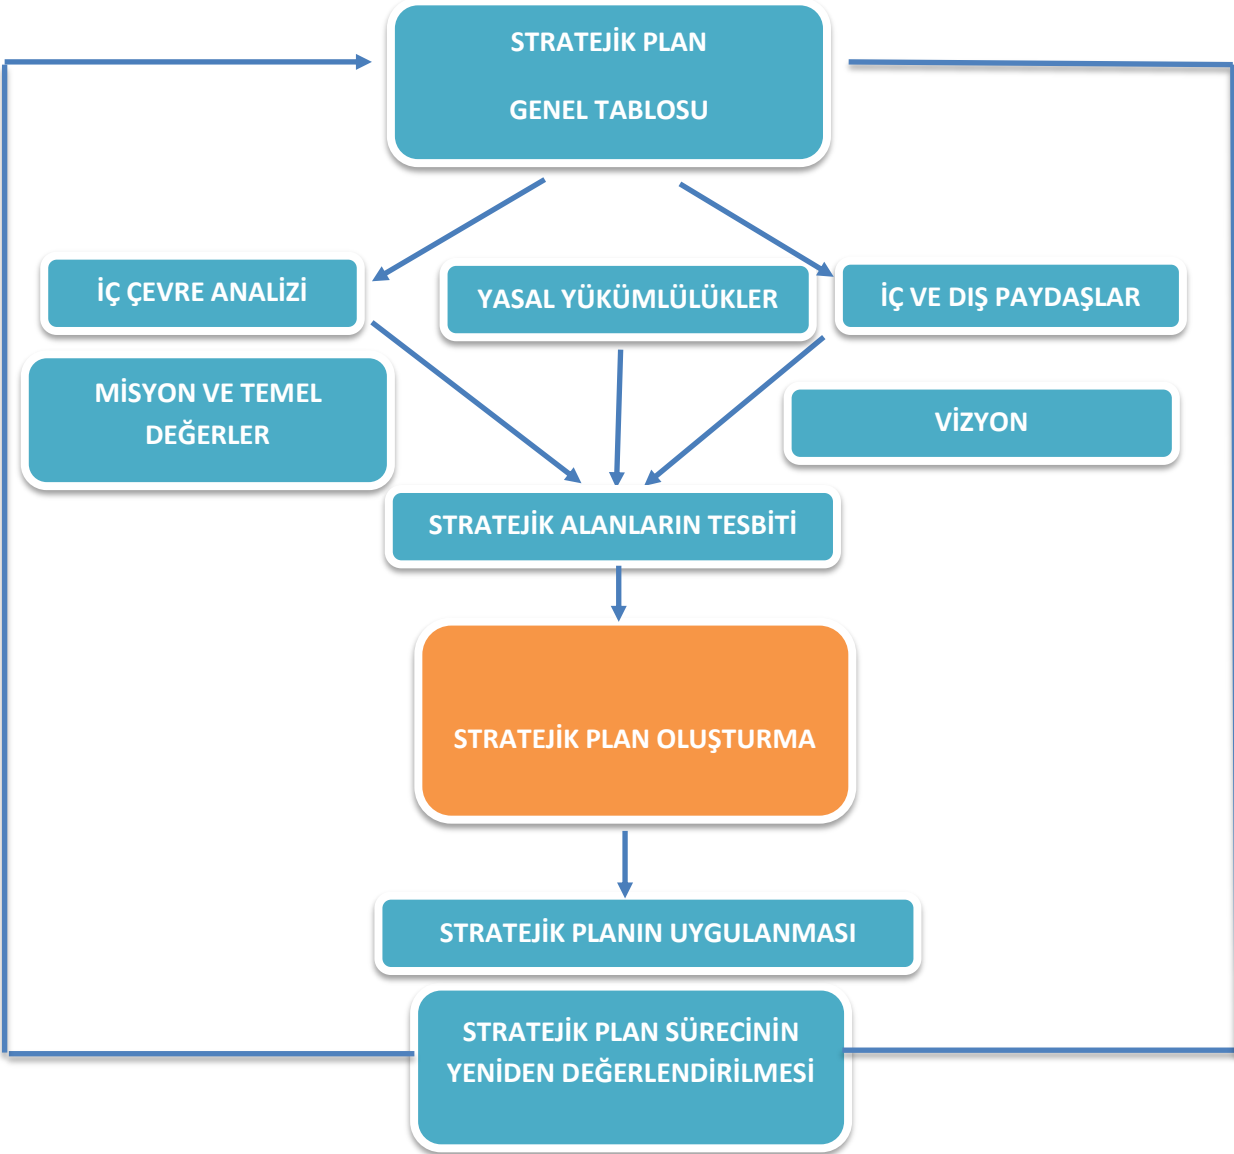 STRATEJİK PLAN
GENEL TABLOSU
İÇ ÇEVRE ANALİZİ
YASAL YÜKÜMLÜLÜKLER
İÇ VE DIŞ PAYDAŞLAR
MİSYON VE TEMEL
DEĞERLER
VİZYON
STRATEJİK ALANLARIN TESBİTİ
STRATEJİK PLAN OLUŞTURMA
STRATEJİK PLANIN UYGULANMASI
STRATEJİK PLAN SÜRECİNİN
YENİDEN DEĞERLENDİRİLMESİ